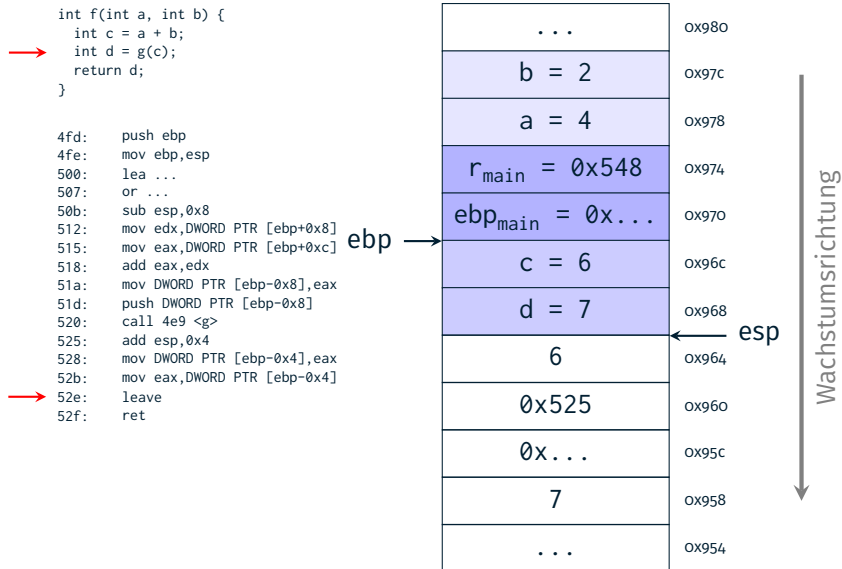 int f(int a, int b) {
int c = a + b;
int d = g(c);
return d;
}
4fd: push ebp
4fe: mov ebp,esp
500: lea ...
507: or ...
50b: sub esp,0x8
512: mov edx,DWORD PTR [ebp+0x8]
515: mov eax,DWORD PTR [ebp+0xc]
518: add eax,edx
51a: mov DWORD PTR [ebp-0x8],eax
51d: push DWORD PTR [ebp-0x8]
520: call 4e9 <g>
525: add esp,0x4
528: mov DWORD PTR [ebp-0x4],eax
52b: mov eax,DWORD PTR [ebp-0x4]
52e: leave
52f: ret
... 0x980
b = 2 0x97c
a = 4 0x978
r_main = 0x548 0x974
ebp_main = 0x... 0x970
ebp
c = 6 0x96c
d = 7 0x968
esp
6 0x964
0x525 0x960
0x... 0x95c
7 0x958
... 0x954
Wachstumsrichtung